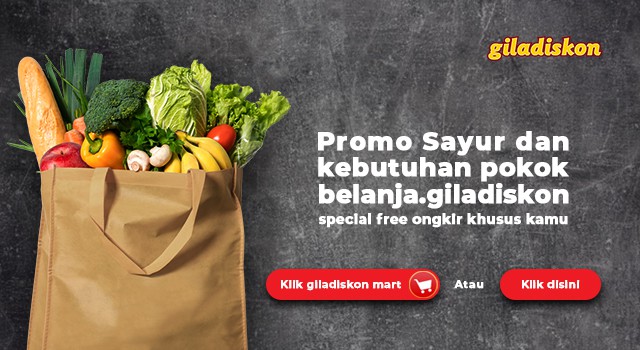 giladiskon
Promo Sayur dan
kebutuhan pokok
belanja.giladiskon
special free ongkir khusus kamu
Klik giladiskon mart
Atau
Klik disini